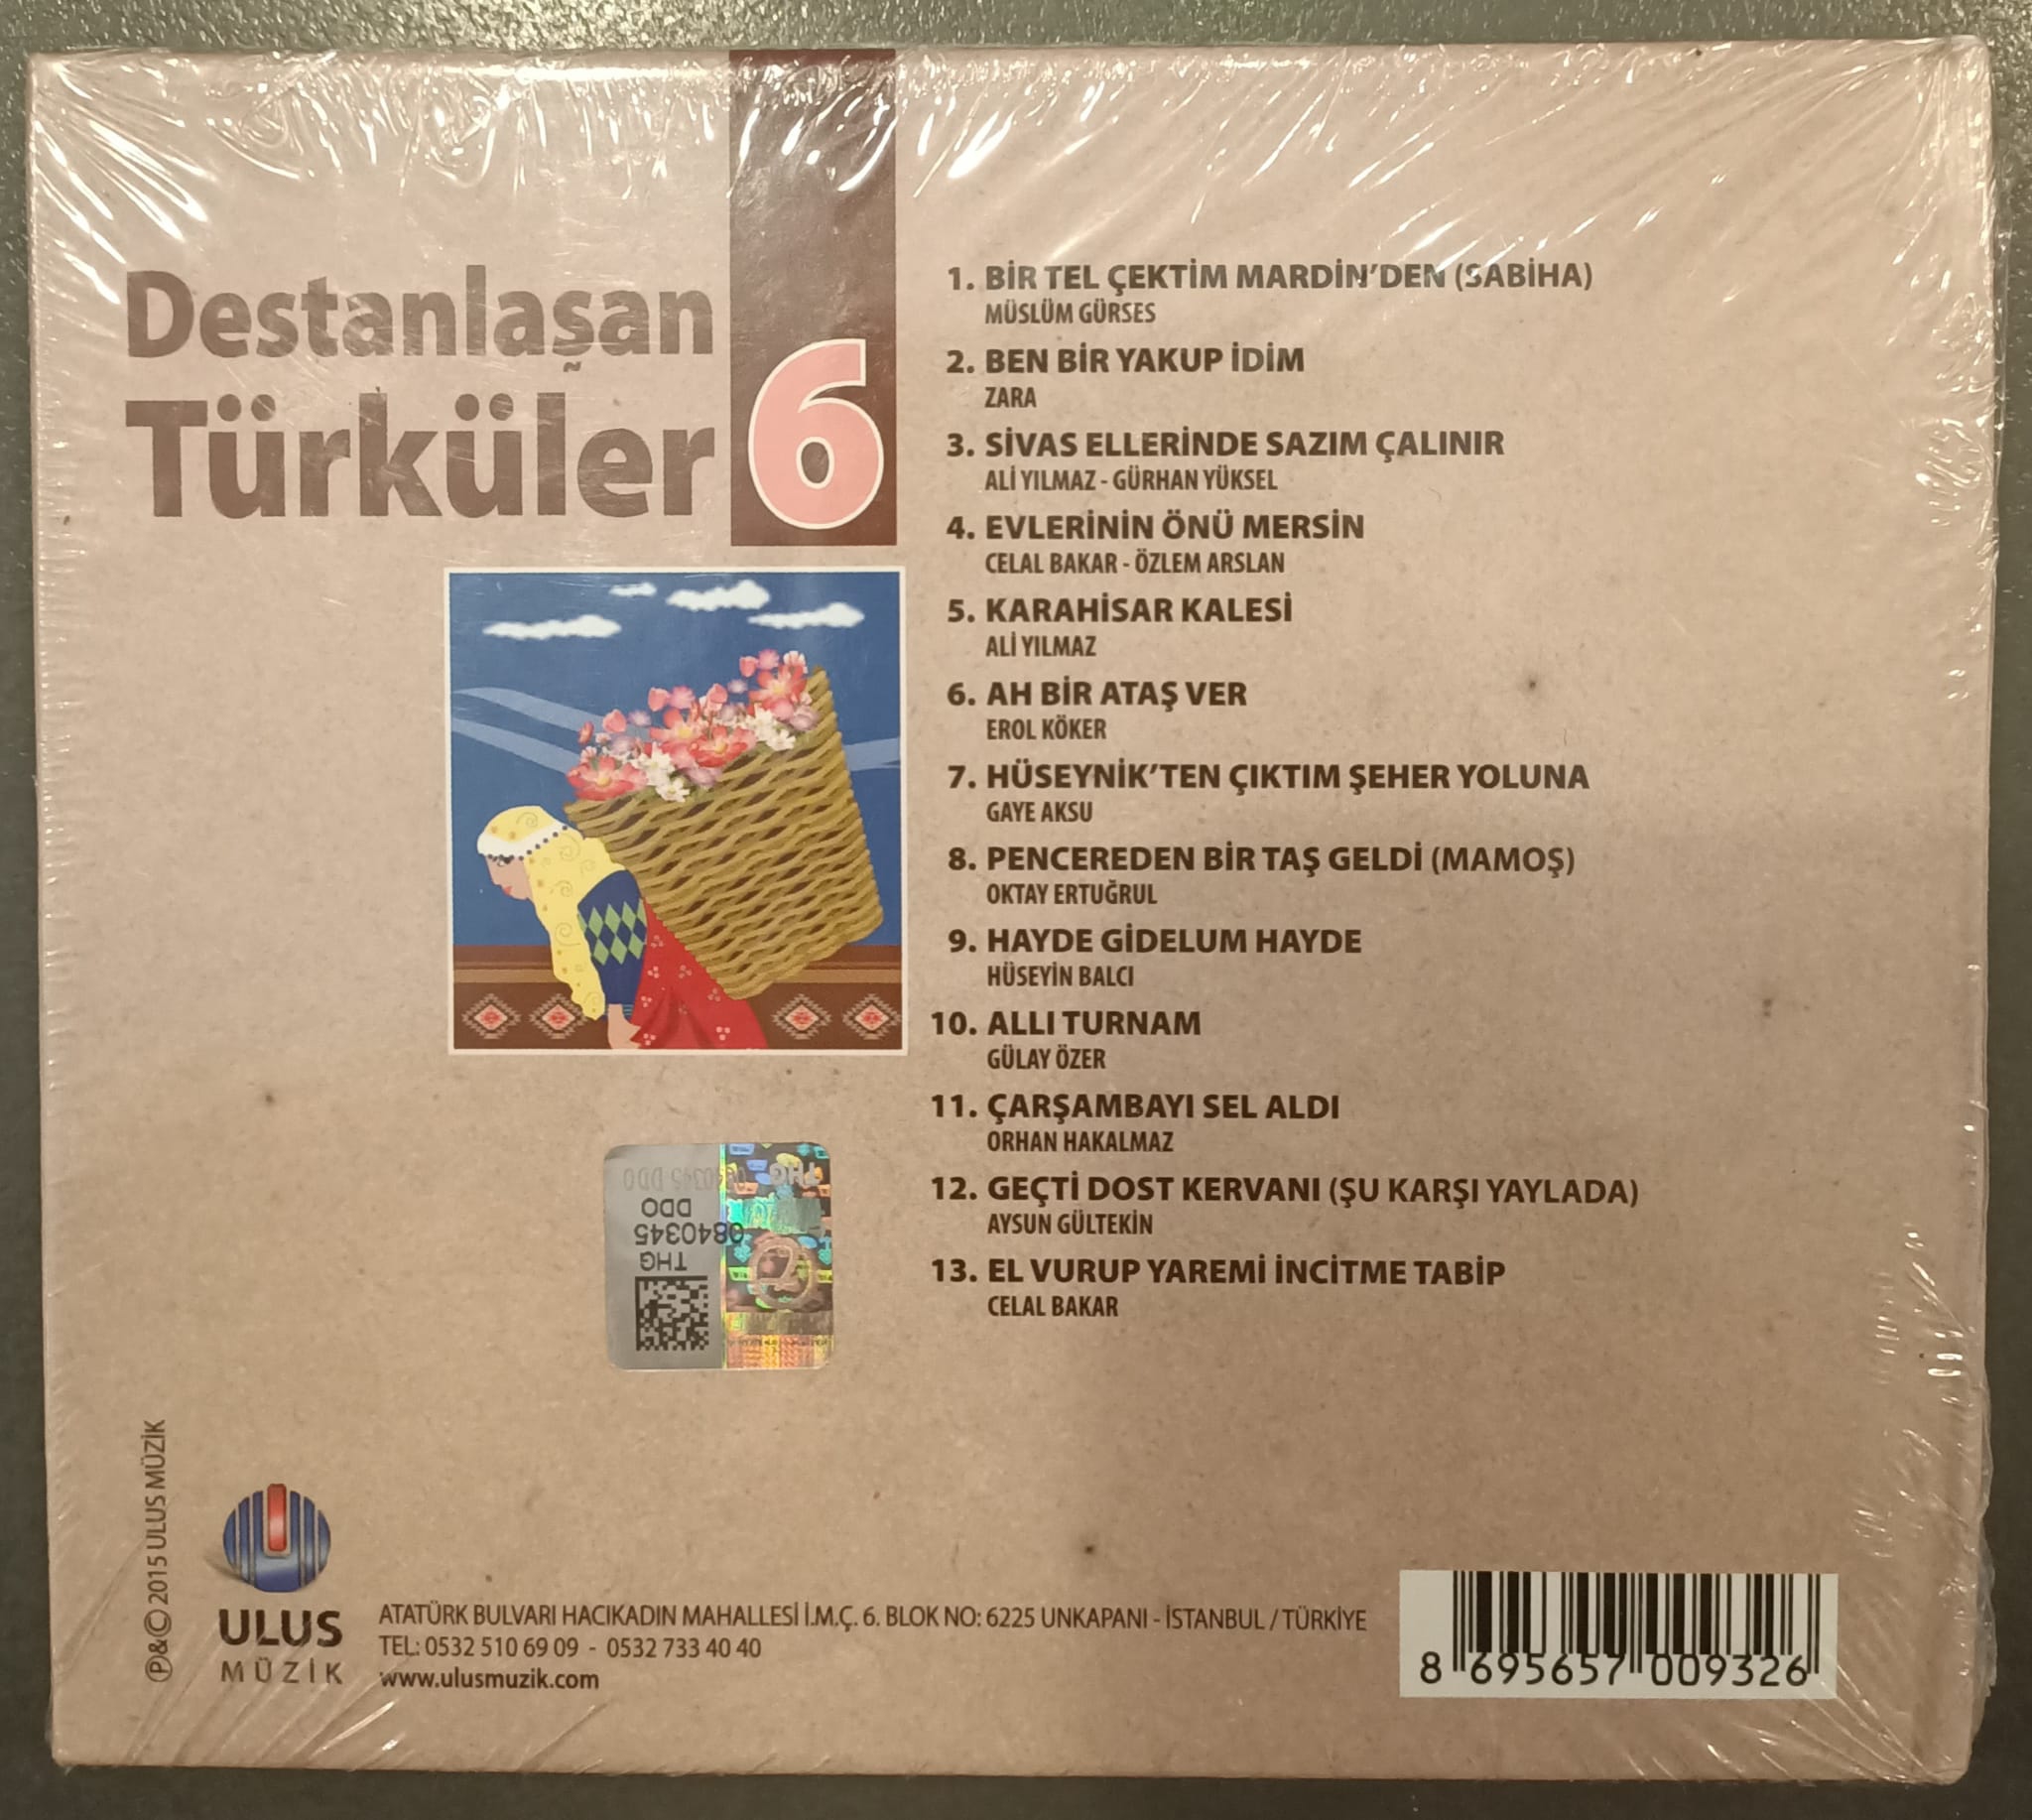 Destanlaşan
Türküler
6
1. BİR TEL ÇEKTİM MARDİN'DEN (SABİHA)
MÜSLÜM GÜRSES
2. BEN BİR YAKUP İDİM
ZARA
3. SİVAS ELLERİNDE SAZIM ÇALINIR
ALİ YILMAZ - GÜRHAN YÜKSEL
4. EVLERİNİN ÖNÜ MERSİN
CELAL BAKAR - ÖZLEM ARSLAN
5. KARAHİSAR KALESİ
ALİ YILMAZ
6. AH BİR ATAŞ VER
EROL KÖKER
7. HÜSEYNİK'TEN ÇIKTIM ŞEHER YOLUNA
GAYE AKSU
8. PENCEREDEN BİR TAŞ GELDİ (MAMOŞ)
OKTAY ERTUĞRUL
9. HAYDE GİDELUM HAYDE
HÜSEYİN BALCI
10. ALLI TURNAM
GÜLAY ÖZER
11. ÇARŞAMBAYI SEL ALDI
ORHAN HAKALMAZ
12. GEÇTİ DOST KERVANI (ŞU KARŞI YAYLADA)
AYSUN GÜLTEKİN
13. EL VURUP YAREMİ İNCİTME TABİP
CELAL BAKAR
THG
0840345
DDO
0840345 DDO
THG
℗&© 2015 ULUS MÜZİK
ULUS
MÜZİK
ATATÜRK BULVARI HACIKADIN MAHALLESİ İ.M.Ç. 6. BLOK NO: 6225 UNKAPANI - İSTANBUL / TÜRKİYE
TEL: 0532 510 69 09 - 0532 733 40 40
www.ulusmuzik.com
8 695657 009326